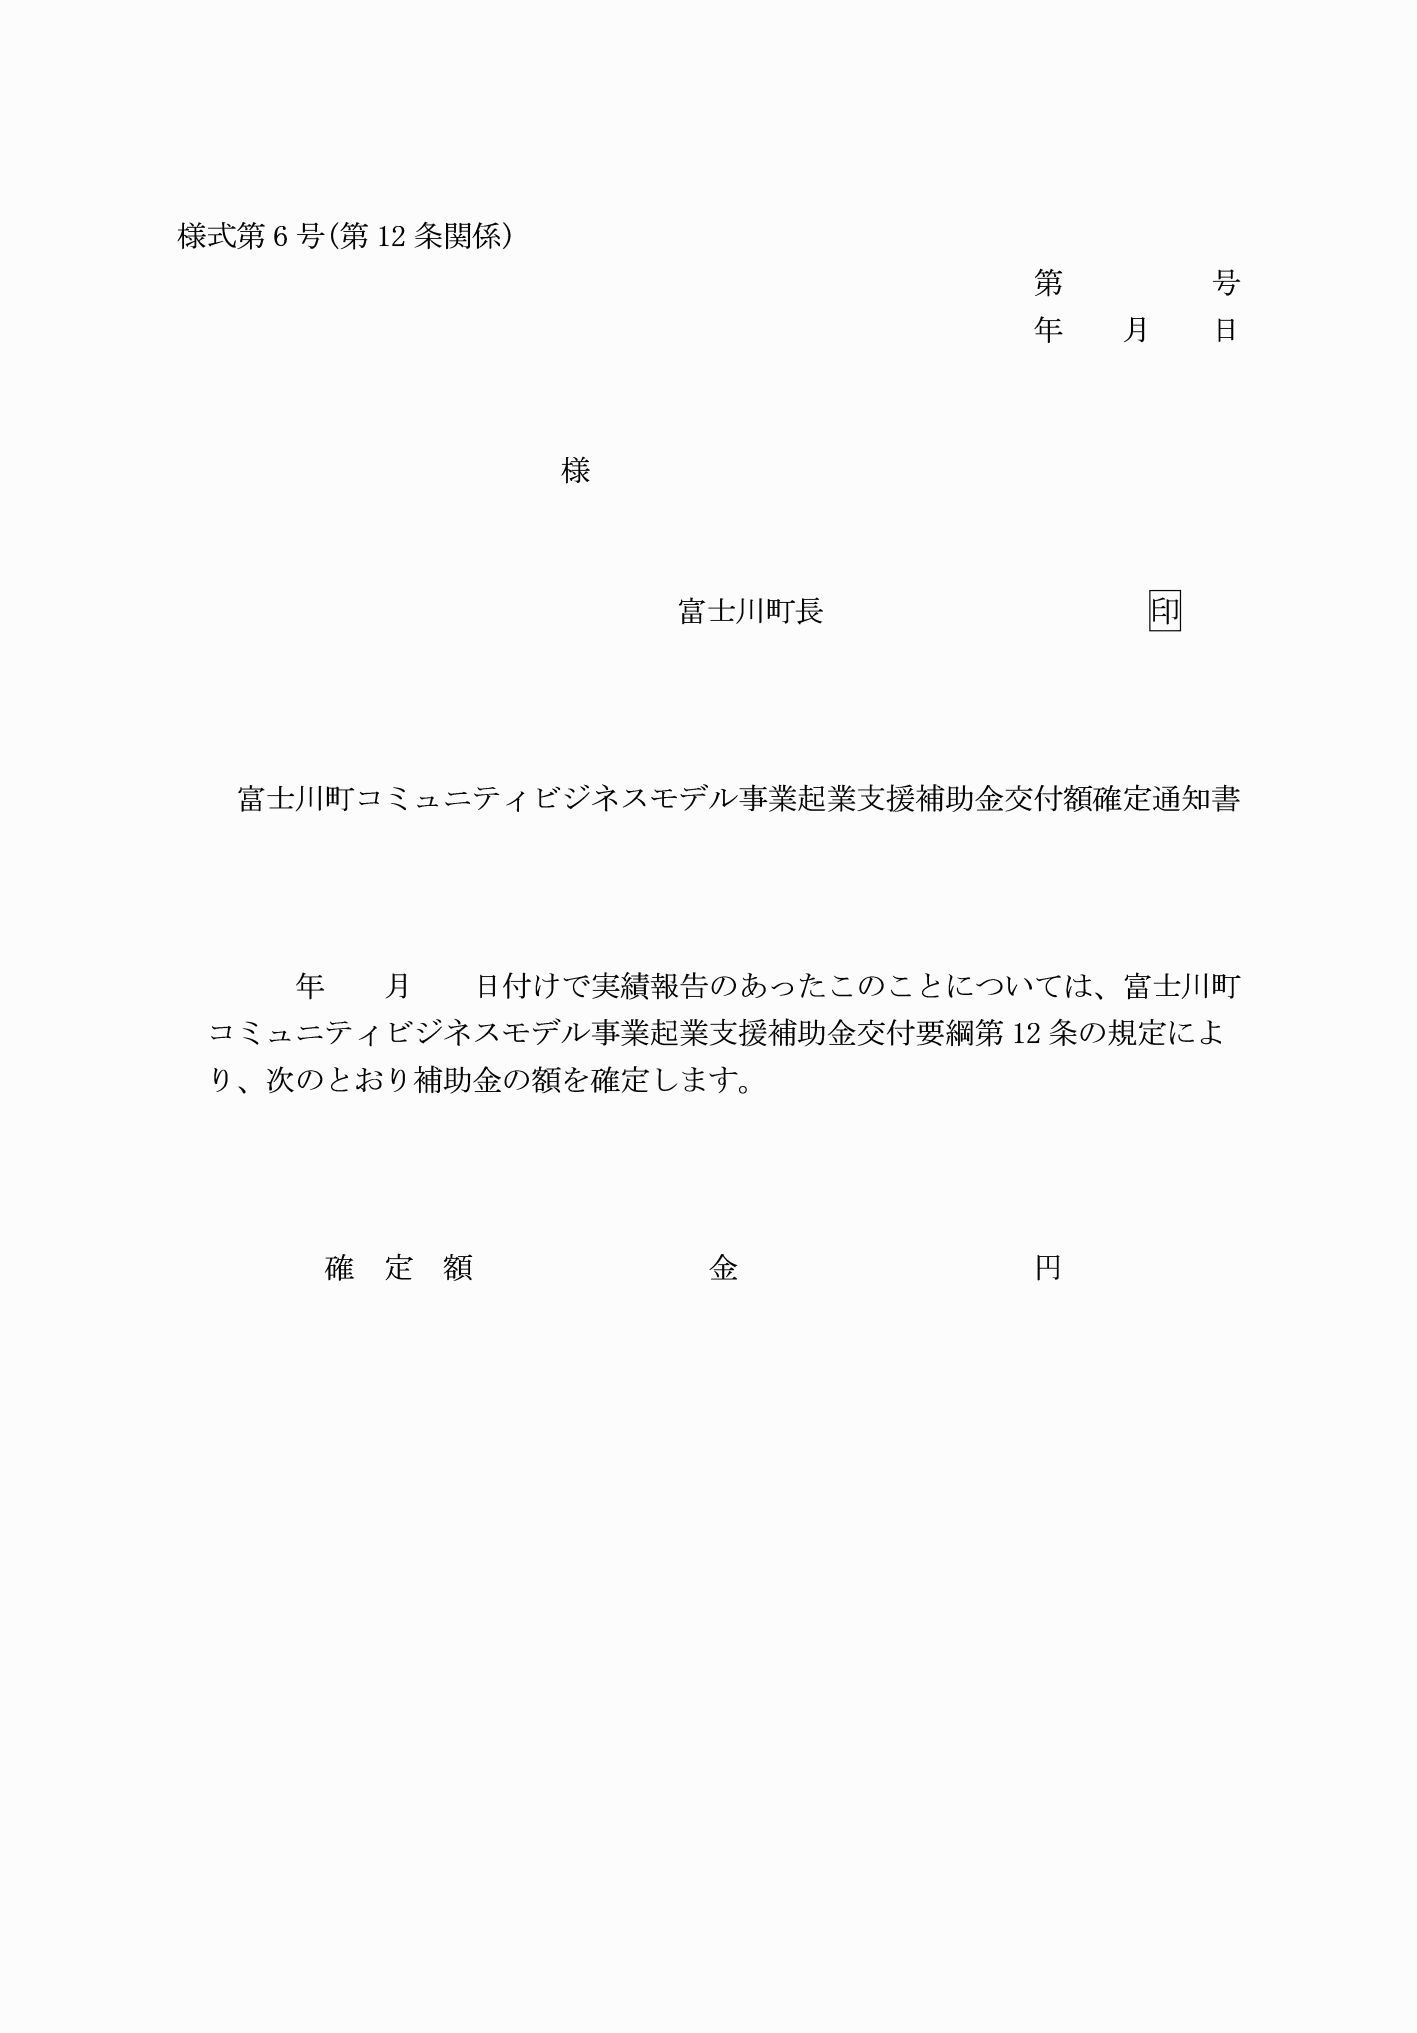 様式第6号(第12条関係)
第　　　　　号
年　　月　　日
様
富士川町長　　　　　　　　　　　印
富士川町コミュニティビジネスモデル事業起業支援補助金交付額確定通知書
年　　月　　日付けで実績報告のあったこのことについては、富士川町
コミュニティビジネスモデル事業起業支援補助金交付要綱第12条の規定によ
り、次のとおり補助金の額を確定します。
確　定　額　　　　　　　　金　　　　　　　　　　円